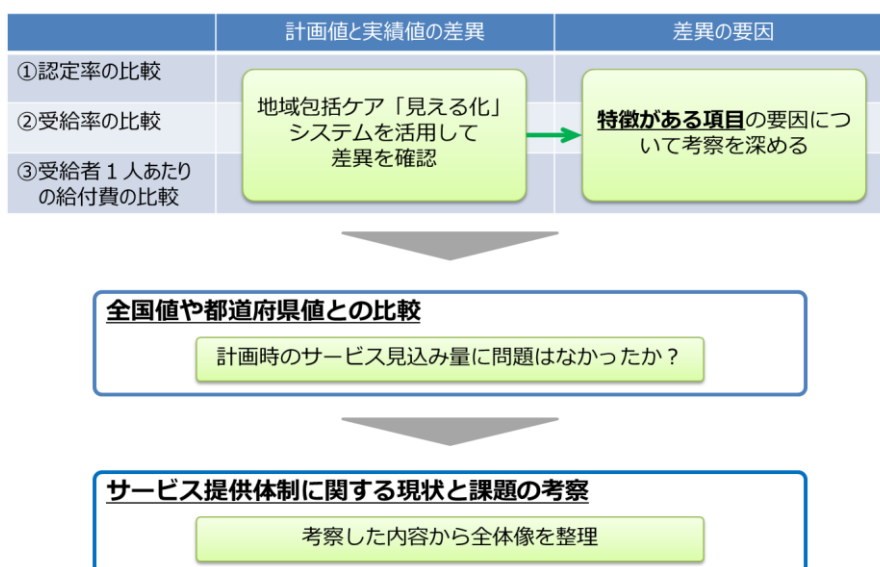 計画値と実績値の差異
差異の要因
①認定率の比較
②受給率の比較
③受給者１人あたり
の給付費の比較
地域包括ケア「見える化」
システムを活用して
差異を確認
特徴がある項目の要因につ
いて考察を深める
全国値や都道府県値との比較
計画時のサービス見込み量に問題はなかったか？
サービス提供体制に関する現状と課題の考察
考察した内容から全体像を整理